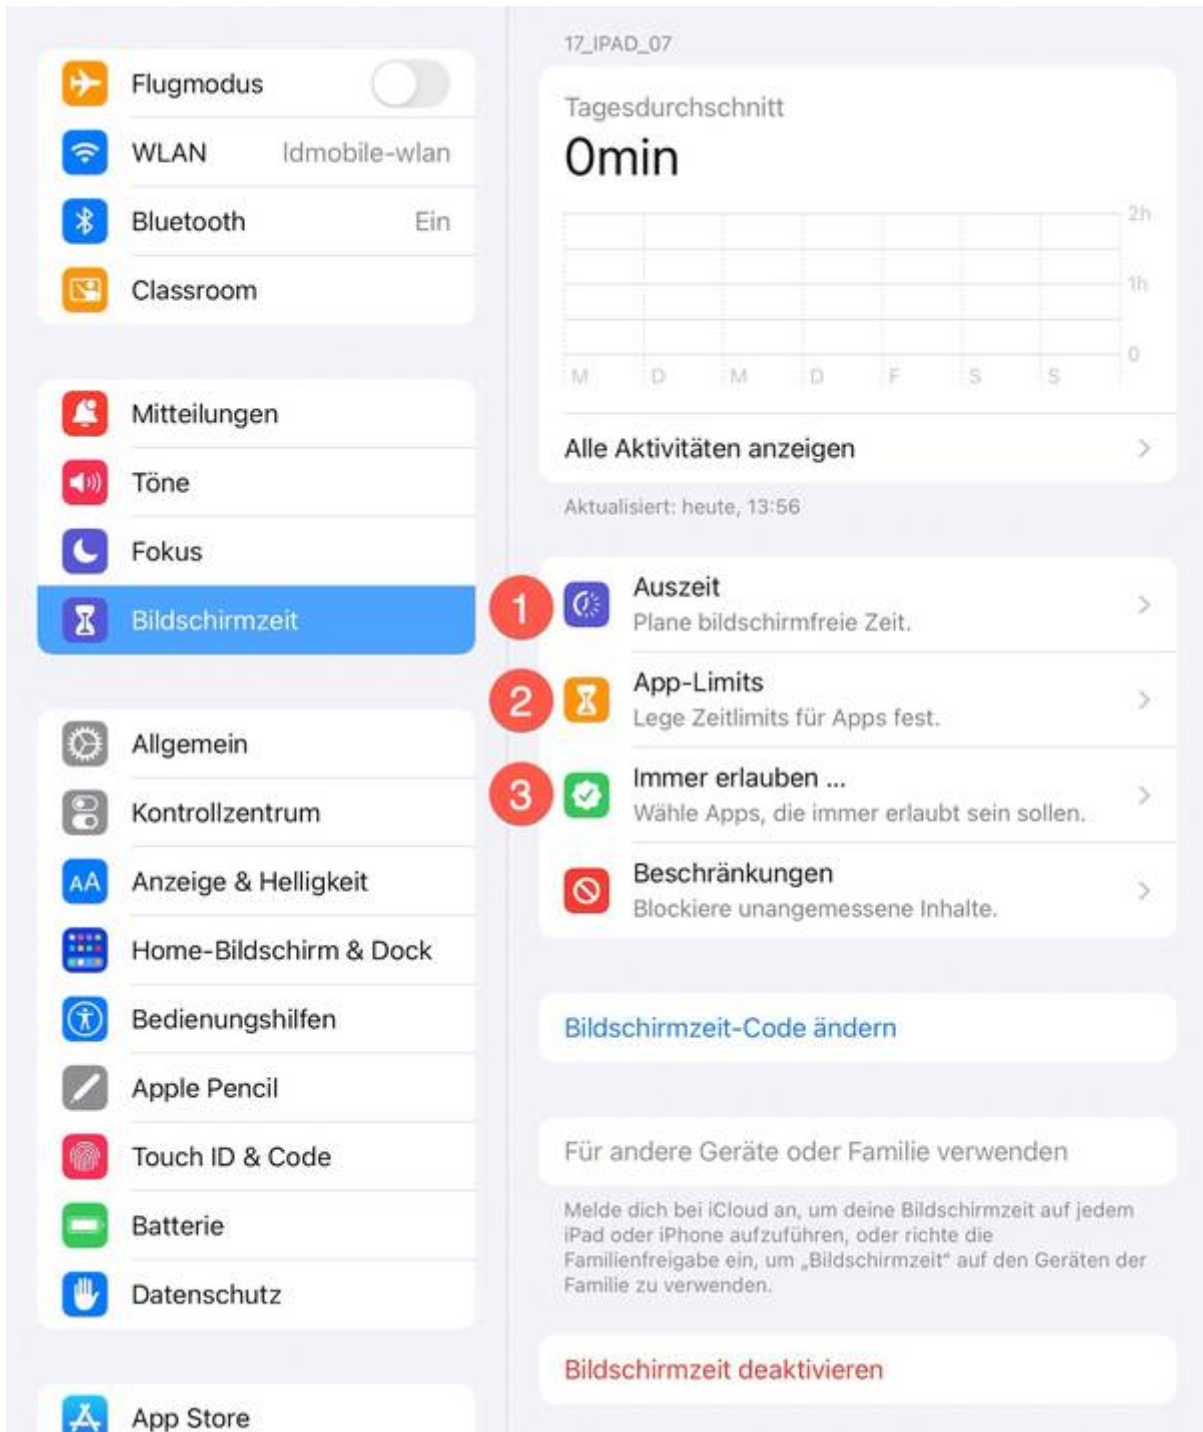 Flugmodus
WLAN ldmobile-wlan
Bluetooth Ein
Classroom
Mitteilungen
Töne
Fokus
Bildschirmzeit
Allgemein
Kontrollzentrum
AA Anzeige & Helligkeit
Home-Bildschirm & Dock
Bedienungshilfen
Apple Pencil
Touch ID & Code
Batterie
Datenschutz
App Store
17_IPAD_07
Tagesdurchschnitt
0min
2h
1h
0
M D M D F S S
Alle Aktivitäten anzeigen
Aktualisiert: heute, 13:56
1 Auszeit
Plane bildschirmfreie Zeit.
2 App-Limits
Lege Zeitlimits für Apps fest.
3 Immer erlauben ...
Wähle Apps, die immer erlaubt sein sollen.
Beschränkungen
Blockiere unangemessene Inhalte.
Bildschirmzeit-Code ändern
Für andere Geräte oder Familie verwenden
Melde dich bei iCloud an, um deine Bildschirmzeit auf jedem
iPad oder iPhone aufzuführen, oder richte die
Familienfreigabe ein, um „Bildschirmzeit“ auf den Geräten der
Familie zu verwenden.
Bildschirmzeit deaktivieren